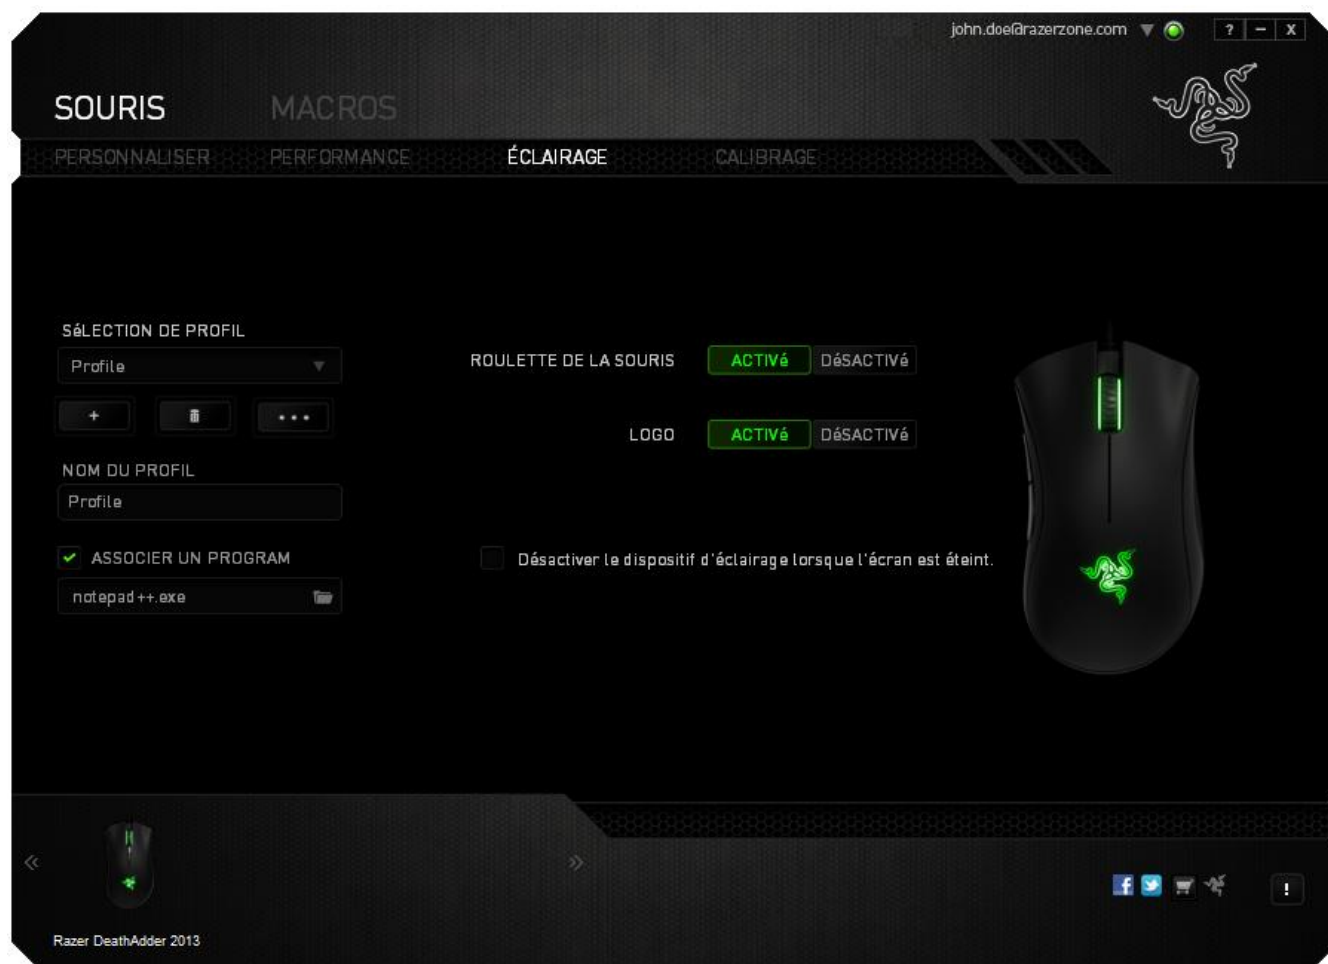 john.doe@razerzone.com
? – X
SOURIS MACROS
PERSONNALISER PERFORMANCE ÉCLAIRAGE CALIBRAGE
SéLECTION DE PROFIL
Profile
+ •••
NOM DU PROFIL
Profile
ASSOCIER UN PROGRAM
notepad++.exe
ROULETTE DE LA SOURIS ACTIVé DéSACTIVé
LOGO ACTIVé DéSACTIVé
Désactiver le dispositif d'éclairage lorsque l'écran est éteint.
« »
Razer DeathAdder 2013
!